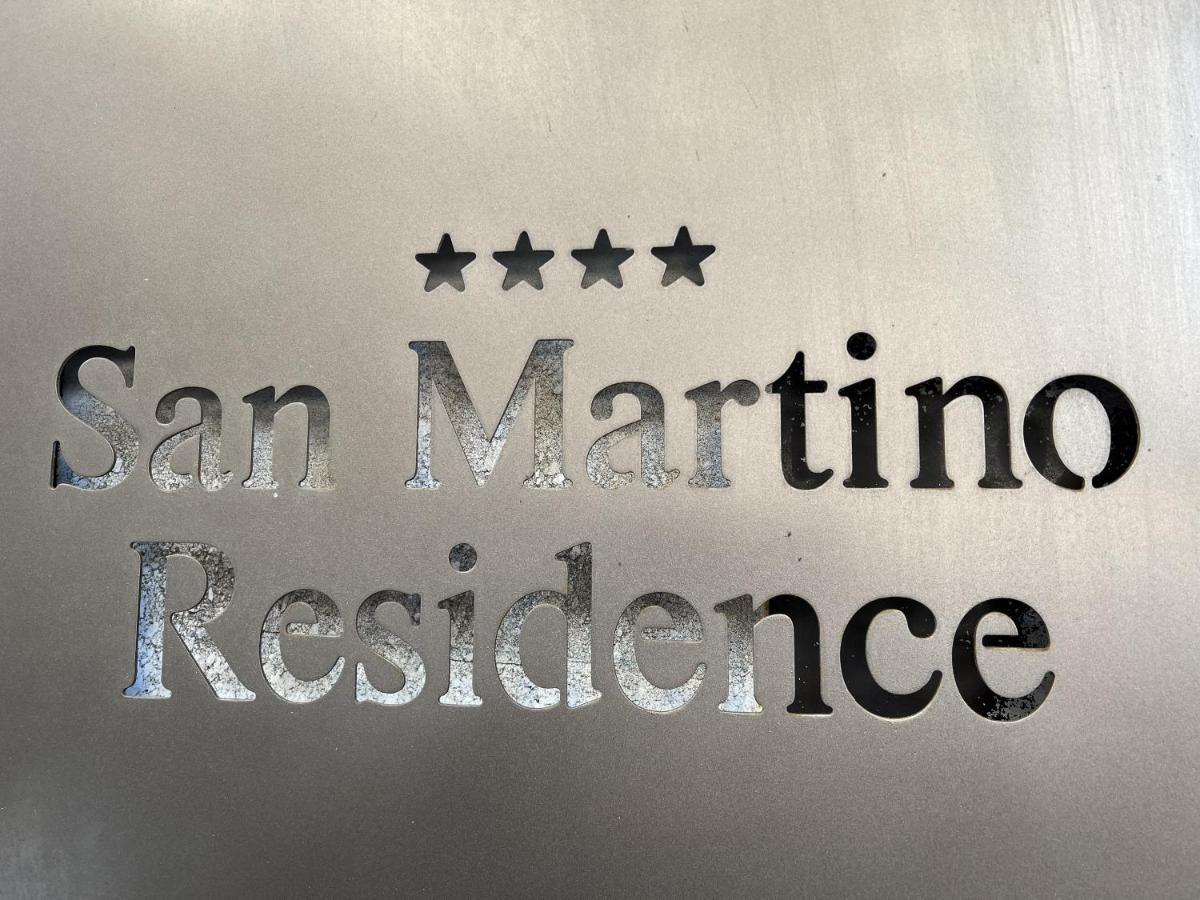 ★★★★
San Martino
Residence